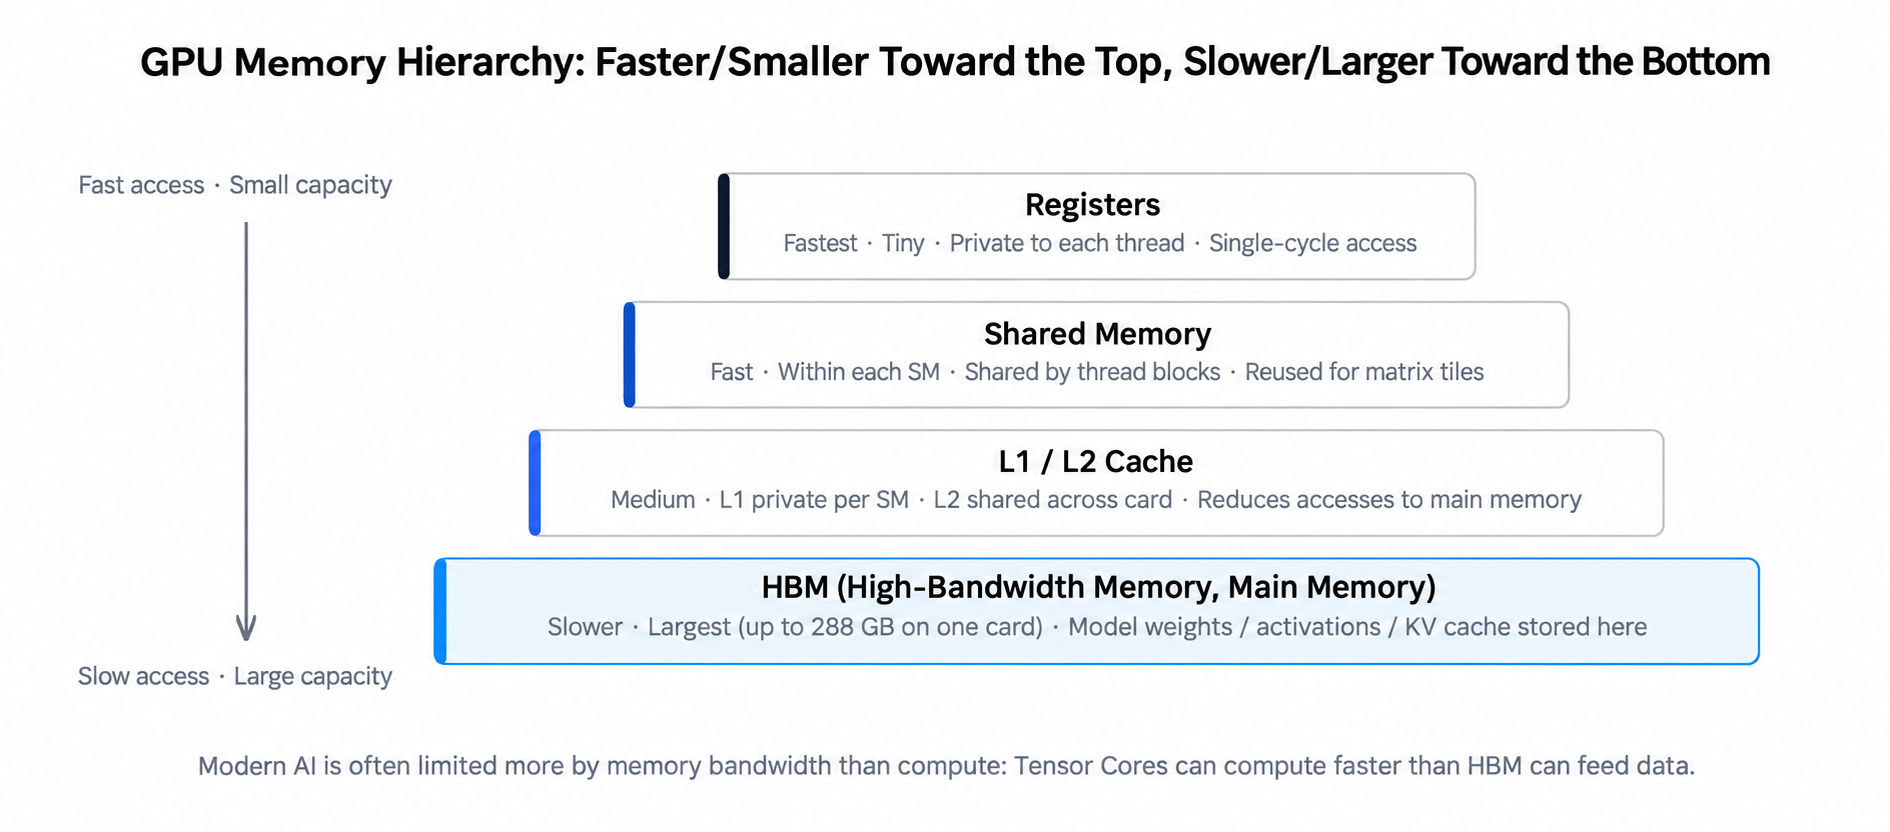 GPU Memory Hierarchy: Faster/Smaller Toward the Top, Slower/Larger Toward the Bottom
Fast access · Small capacity
Registers
Fastest · Tiny · Private to each thread · Single-cycle access
Shared Memory
Fast · Within each SM · Shared by thread blocks · Reused for matrix tiles
L1 / L2 Cache
Medium · L1 private per SM · L2 shared across card · Reduces accesses to main memory
HBM (High-Bandwidth Memory, Main Memory)
Slower · Largest (up to 288 GB on one card) · Model weights / activations / KV cache stored here
Slow access · Large capacity
Modern AI is often limited more by memory bandwidth than compute: Tensor Cores can compute faster than HBM can feed data.